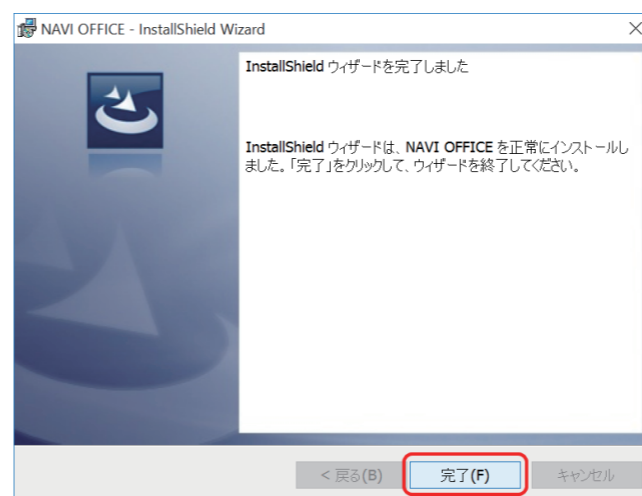 NAVI OFFICE - InstallShield Wizard
InstallShield ウィザードを完了しました
InstallShield ウィザードは、NAVI OFFICE を正常にインストールし
ました。「完了」をクリックして、ウィザードを終了してください。
< 戻る(B) 完了(F) キャンセル